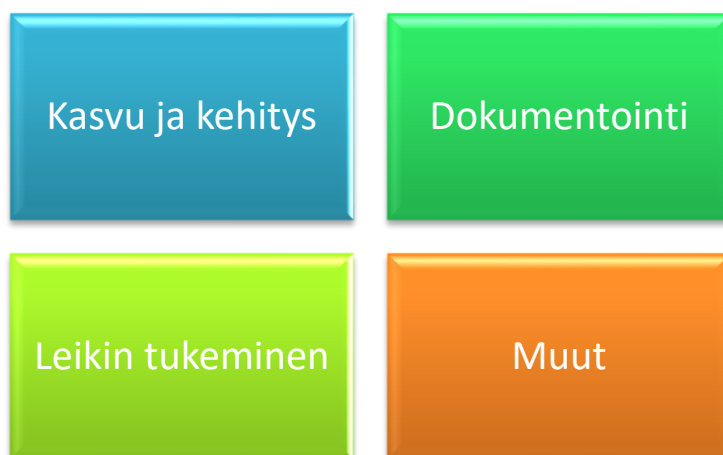 Kasvu ja kehitys
Dokumentointi
Leikin tukeminen
Muut